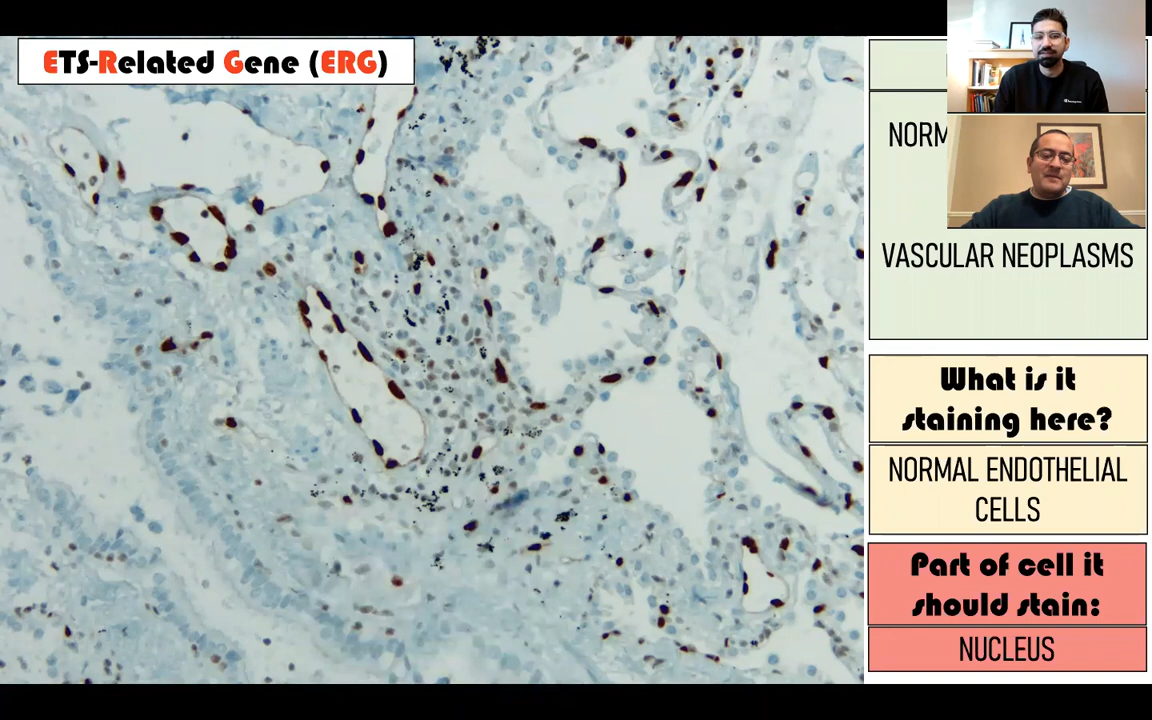 ETS-Related Gene (ERG)
NORM
VASCULAR NEOPLASMS
What is it
staining here?
NORMAL ENDOTHELIAL
CELLS
Part of cell it
should stain:
NUCLEUS